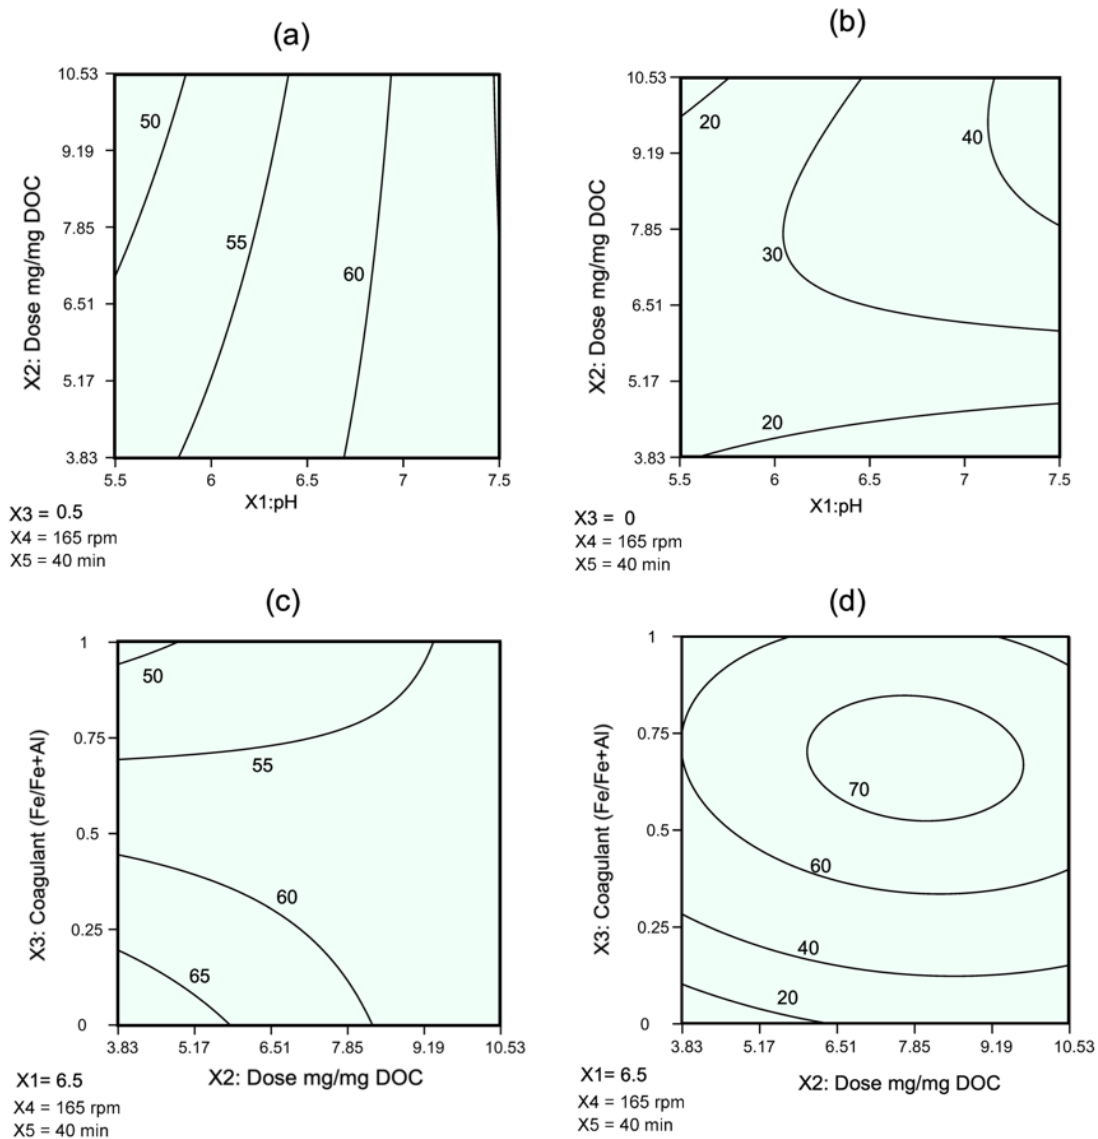 (a)
X2: Dose mg/mg DOC
10.53
9.19
7.85
6.51
5.17
3.83
50
55
60
5.5
6
6.5
7
7.5
X1:pH
X3 = 0.5
X4 = 165 rpm
X5 = 40 min
(b)
X2: Dose mg/mg DOC
10.53
9.19
7.85
6.51
5.17
3.83
20
40
30
20
5.5
6
6.5
7
7.5
X1:pH
X3 = 0
X4 = 165 rpm
X5 = 40 min
(c)
X3: Coagulant (Fe/Fe+Al)
1
0.75
0.5
0.25
0
50
55
60
65
3.83
5.17
6.51
7.85
9.19
10.53
X2: Dose mg/mg DOC
X1= 6.5
X4 = 165 rpm
X5 = 40 min
(d)
X3: Coagulant (Fe/Fe+Al)
1
0.75
0.5
0.25
0
70
60
40
20
3.83
5.17
6.51
7.85
9.19
10.53
X2: Dose mg/mg DOC
X1= 6.5
X4 = 165 rpm
X5 = 40 min